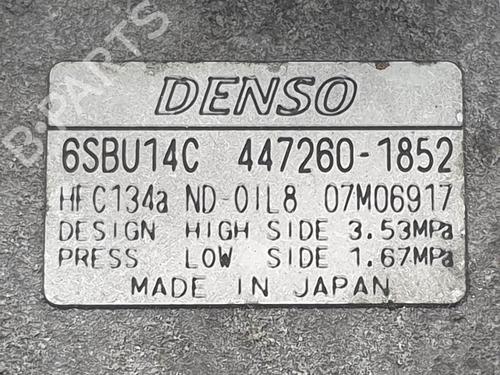 DENSO
6SBU14C 447260-1852
HFC134a ND-OIL8 07M06917
DESIGN HIGH SIDE 3.53MPa
PRESS LOW SIDE 1.67MPa
MADE IN JAPAN
B-PARTS